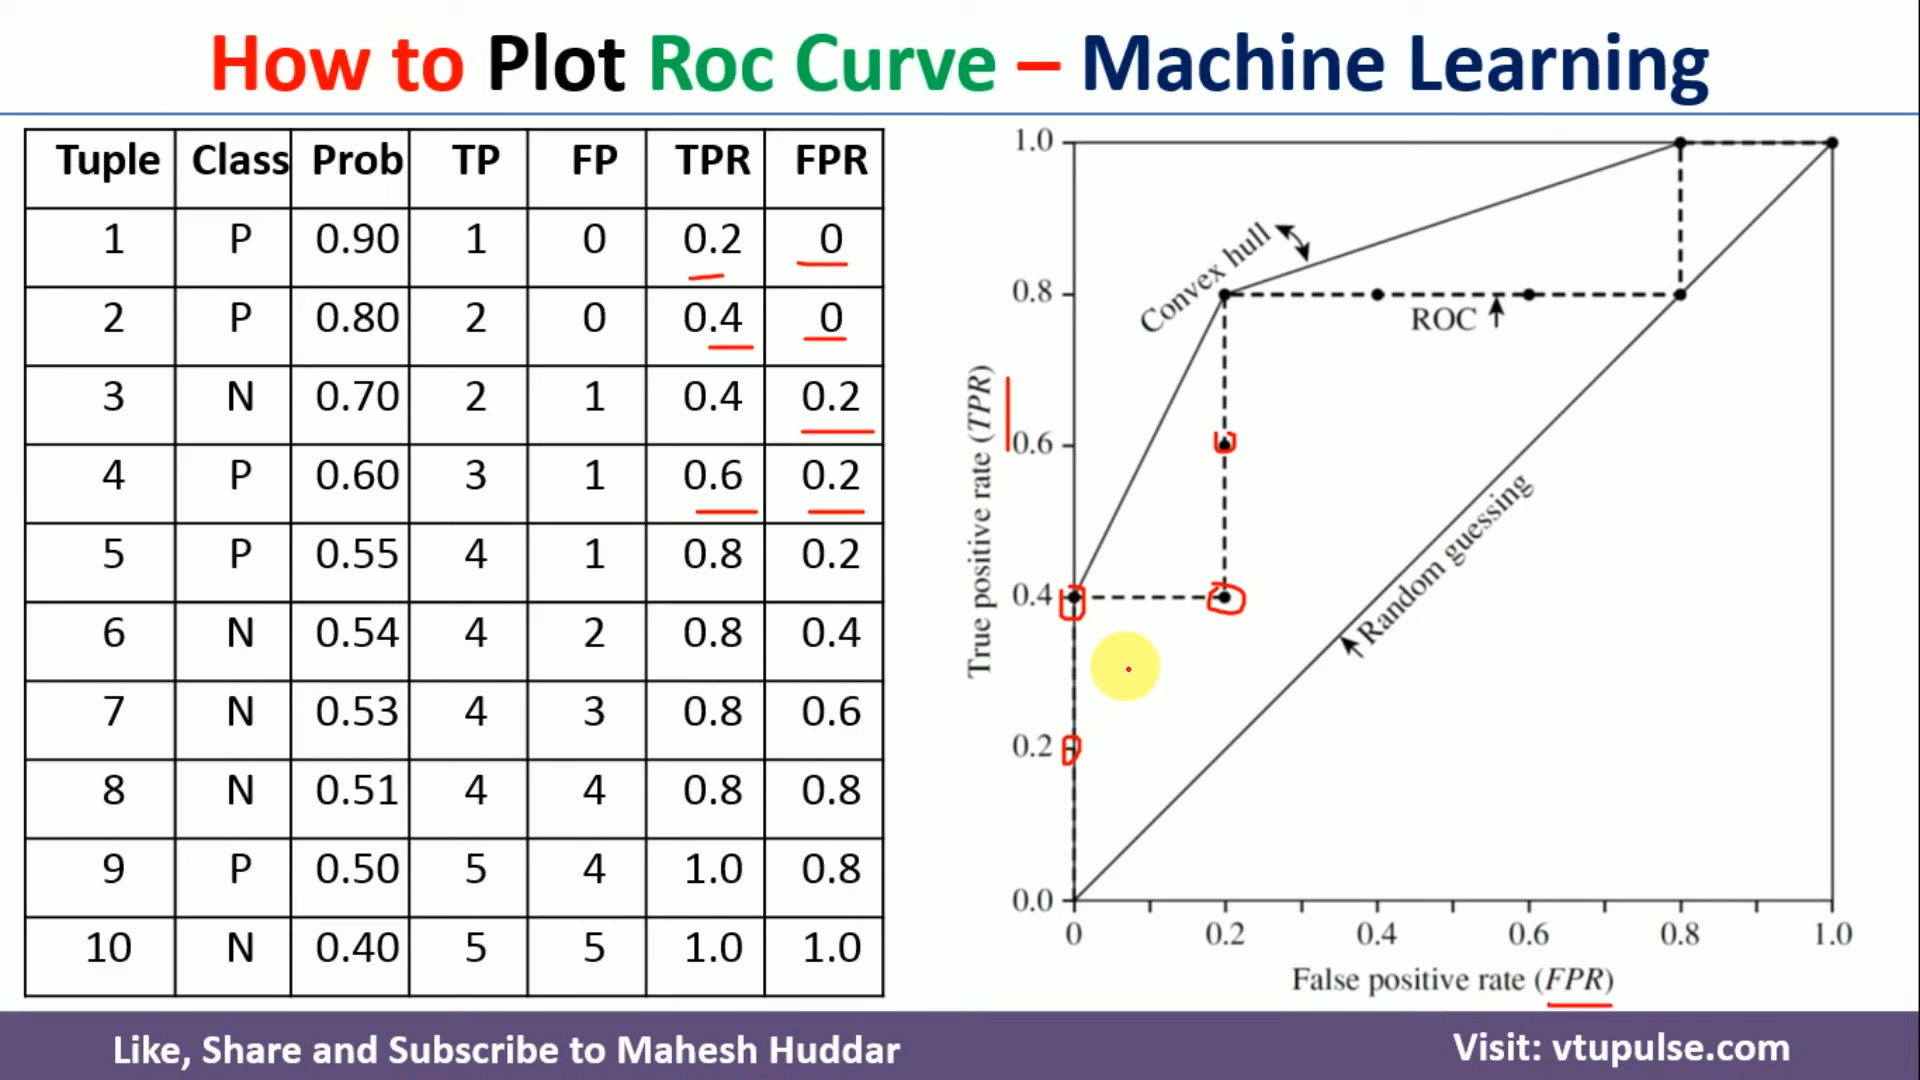 How to Plot Roc Curve – Machine Learning
Tuple Class Prob TP FP TPR FPR
1 P 0.90 1 0 0.2 0
2 P 0.80 2 0 0.4 0
3 N 0.70 2 1 0.4 0.2
4 P 0.60 3 1 0.6 0.2
5 P 0.55 4 1 0.8 0.2
6 N 0.54 4 2 0.8 0.4
7 N 0.53 4 3 0.8 0.6
8 N 0.51 4 4 0.8 0.8
9 P 0.50 5 4 1.0 0.8
10 N 0.40 5 5 1.0 1.0
True positive rate (TPR)
1.0
0.8
0.6
0.4
0.2
0.0
Convex hull
ROC
Random guessing
0 0.2 0.4 0.6 0.8 1.0
False positive rate (FPR)
Like, Share and Subscribe to Mahesh Huddar
Visit: vtupulse.com